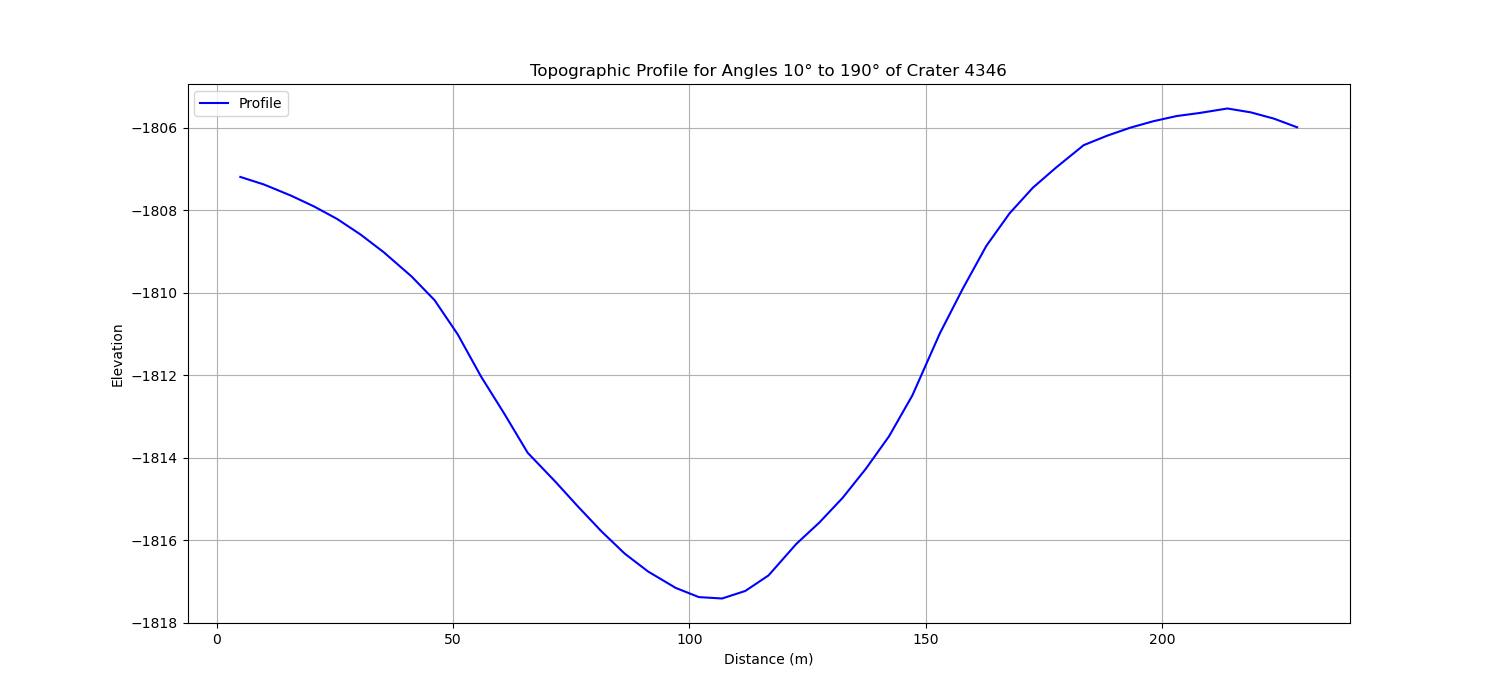 Topographic Profile for Angles 10° to 190° of Crater 4346
Profile
−1806
−1808
−1810
−1812
−1814
−1816
−1818
Elevation
0 50 100 150 200
Distance (m)